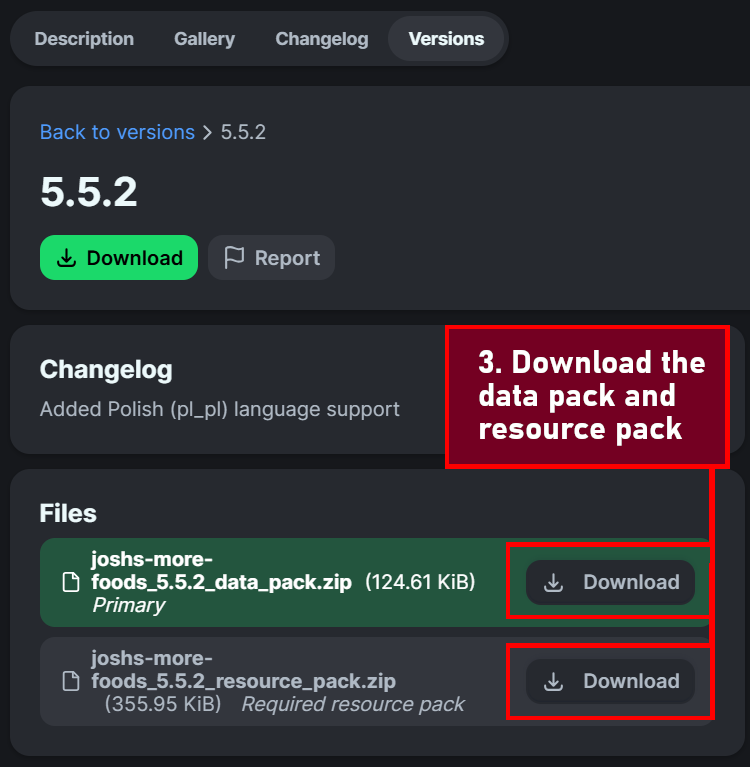 Description Gallery Changelog Versions
Back to versions > 5.5.2
5.5.2
Download Report
Changelog
Added Polish (pl_pl) language support
3. Download the
data pack and
resource pack
Files
joshs-more-
foods_5.5.2_data_pack.zip (124.61 KiB)
Primary
Download
joshs-more-
foods_5.5.2_resource_pack.zip
(355.95 KiB) Required resource pack
Download